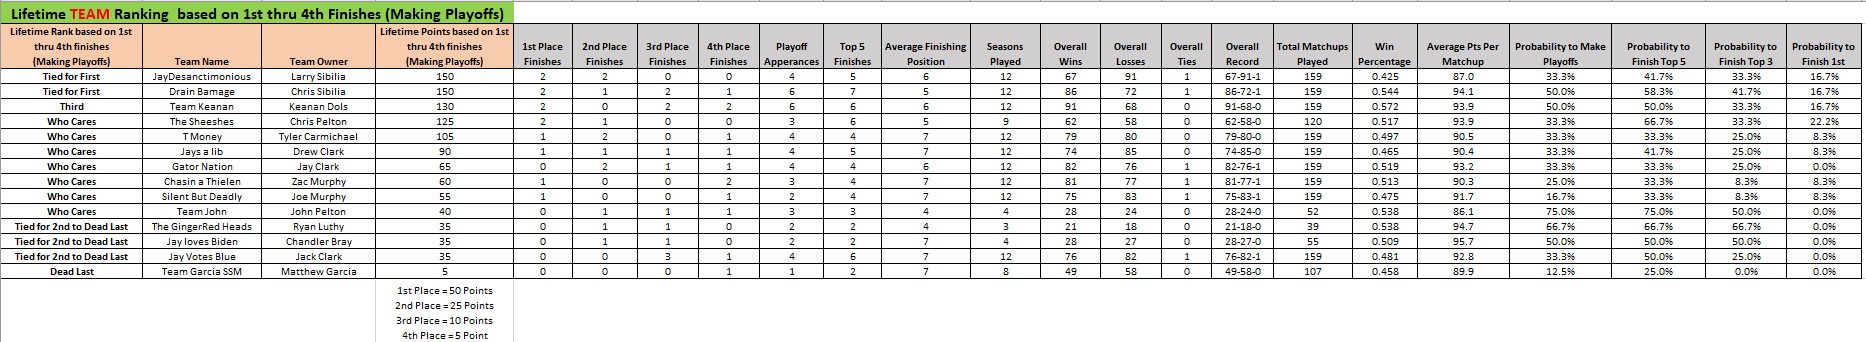 Lifetime TEAM Ranking based on 1st thru 4th Finishes (Making Playoffs)
Lifetime Rank based on 1st thru 4th finishes (Making Playoffs) Team Name Team Owner Lifetime Points based on 1st thru 4th finishes (Making Playoffs) 1st Place Finishes 2nd Place Finishes 3rd Place Finishes 4th Place Finishes Playoff Apperances Top 5 Finishes Average Finishing Position Seasons Played Overall Wins Overall Losses Overall Ties Overall Record Total Matchups Played Win Percentage Average Pts Per Matchup Probability to Make Playoffs Probability to Finish Top 5 Probability to Finish Top 3 Probability to Finish 1st
Tied for First JayDesanctimonious Larry Sibilia 150 2 2 0 0 4 5 6 12 67 91 1 67-91-1 159 0.425 87.0 33.3% 41.7% 33.3% 16.7%
Tied for First Drain Bamage Chris Sibilia 150 2 1 2 1 6 7 5 12 86 72 1 86-72-1 159 0.544 94.1 50.0% 58.3% 41.7% 16.7%
Third Team Keanan Keanan Dols 130 2 0 2 2 6 6 6 12 91 68 0 91-68-0 159 0.572 93.9 50.0% 50.0% 33.3% 16.7%
Who Cares The Sheeshes Chris Pelton 125 2 1 0 0 3 6 5 9 62 58 0 62-58-0 120 0.517 93.9 33.3% 66.7% 33.3% 22.2%
Who Cares T Money Tyler Carmichael 105 1 2 0 1 4 4 7 12 79 80 0 79-80-0 159 0.497 90.5 33.3% 33.3% 25.0% 8.3%
Who Cares Jays a lib Drew Clark 90 1 1 1 1 4 5 7 12 74 85 0 74-85-0 159 0.465 90.4 33.3% 41.7% 25.0% 8.3%
Who Cares Gator Nation Jay Clark 65 0 2 1 1 4 4 6 12 82 76 1 82-76-1 159 0.519 93.2 33.3% 33.3% 25.0% 0.0%
Who Cares Chasin a Thielen Zac Murphy 60 1 0 0 2 3 4 7 12 81 77 1 81-77-1 159 0.513 90.3 25.0% 33.3% 8.3% 8.3%
Who Cares Silent But Deadly Joe Murphy 55 1 0 0 1 2 4 7 12 75 83 1 75-83-1 159 0.475 91.7 16.7% 33.3% 8.3% 8.3%
Who Cares Team John John Pelton 40 0 1 1 1 3 3 4 4 28 24 0 28-24-0 52 0.538 86.1 75.0% 75.0% 50.0% 0.0%
Tied for 2nd to Dead Last The GingerRed Heads Ryan Luthy 35 0 1 1 0 2 2 4 3 21 18 0 21-18-0 39 0.538 94.7 66.7% 66.7% 66.7% 0.0%
Tied for 2nd to Dead Last Jay loves Biden Chandler Bray 35 0 1 1 0 2 2 7 4 28 27 0 28-27-0 55 0.509 95.7 50.0% 50.0% 50.0% 0.0%
Tied for 2nd to Dead Last Jay Votes Blue Jack Clark 35 0 0 3 1 4 6 7 12 76 82 1 76-82-1 159 0.481 92.8 33.3% 50.0% 25.0% 0.0%
Dead Last Team Garcia SSM Matthew Garcia 5 0 0 0 1 1 2 7 8 49 58 0 49-58-0 107 0.458 89.9 12.5% 25.0% 0.0% 0.0%
1st Place = 50 Points
2nd Place = 25 Points
3rd Place = 10 Points
4th Place = 5 Point